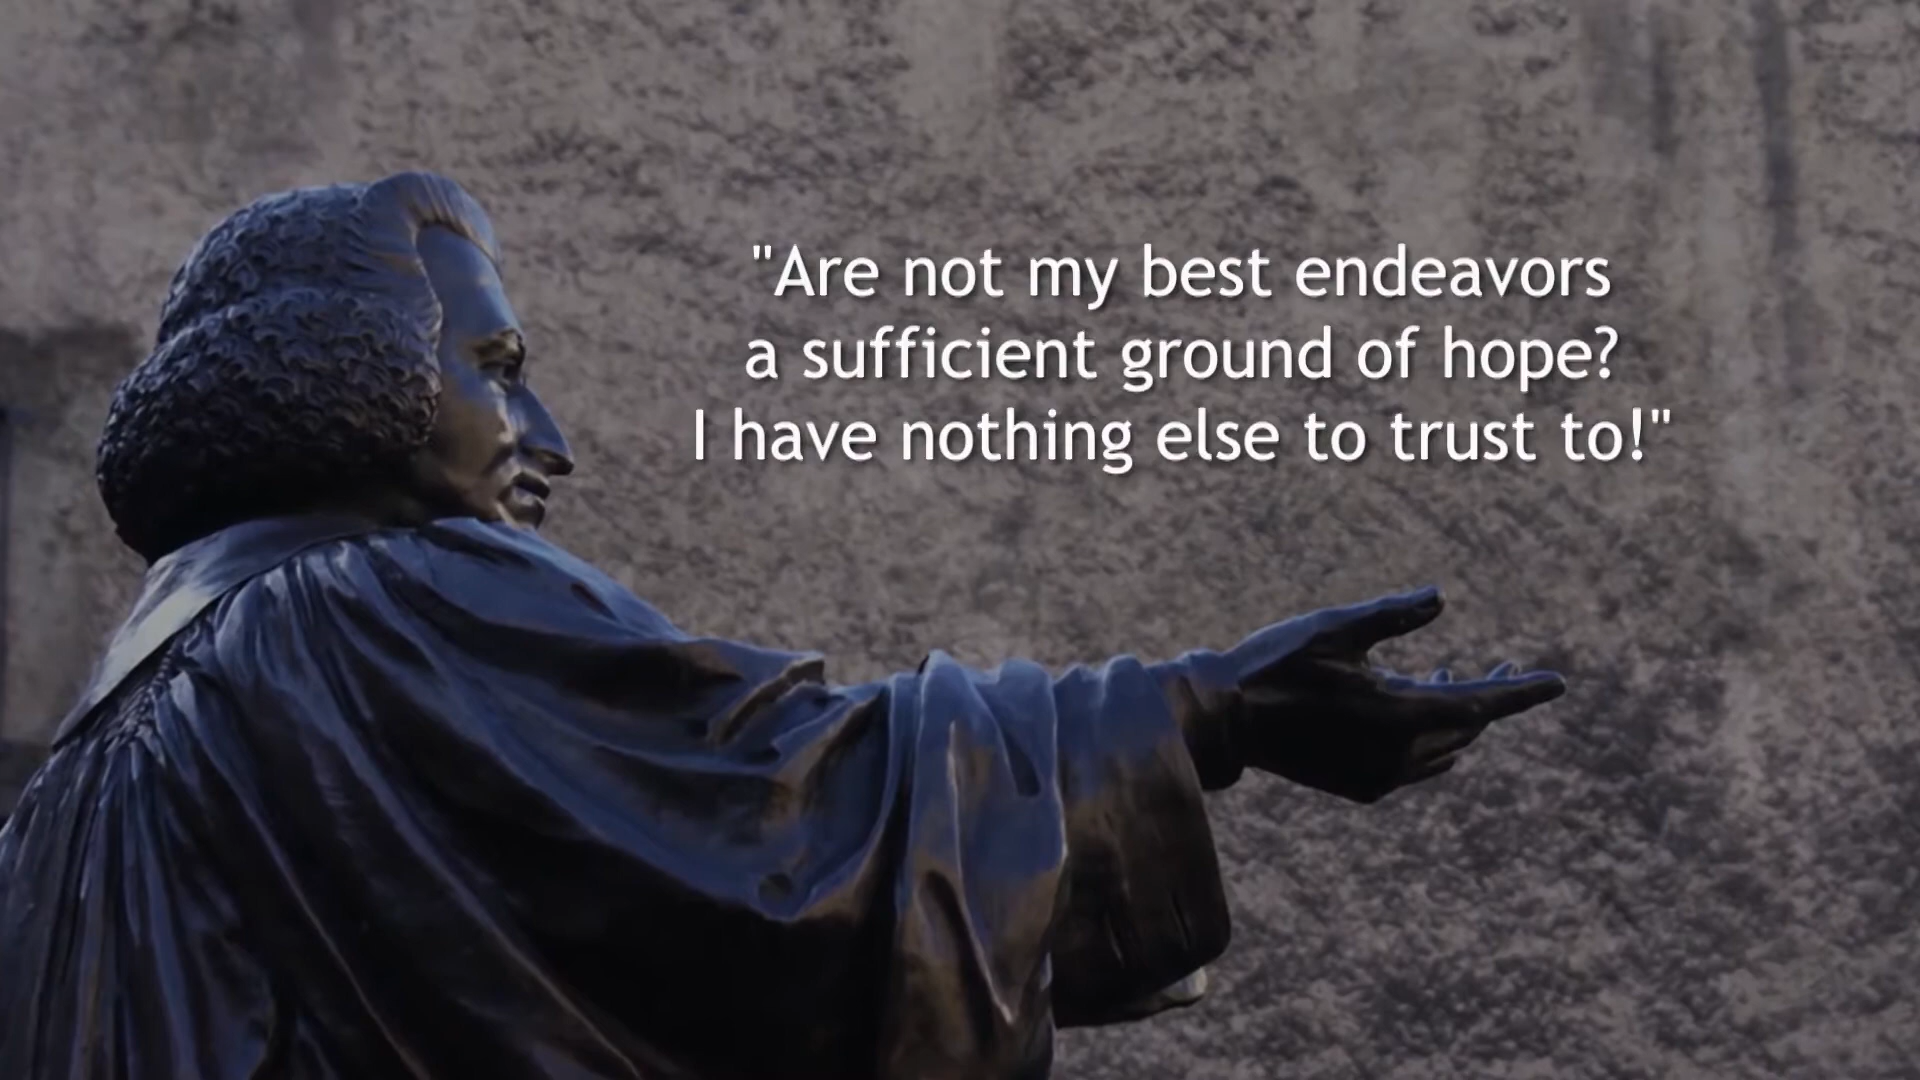 "Are not my best endeavors
a sufficient ground of hope?
I have nothing else to trust to!"